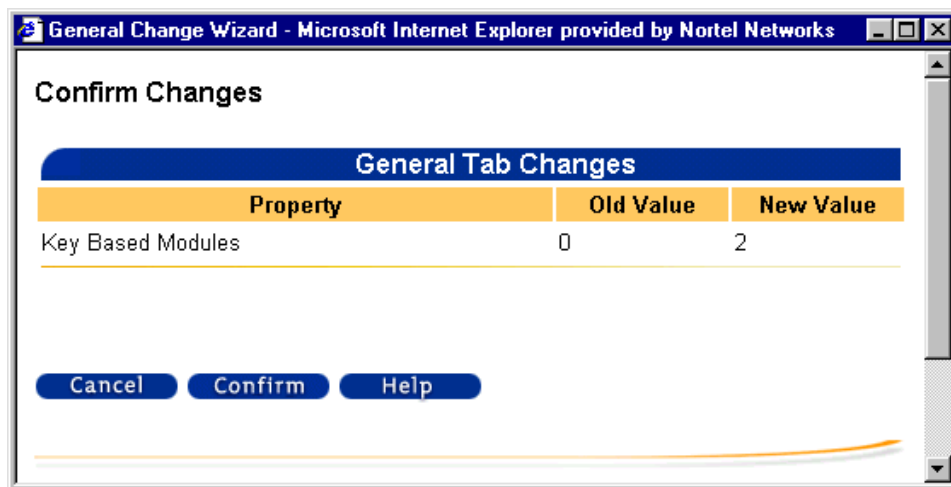 General Change Wizard - Microsoft Internet Explorer provided by Nortel Networks
Confirm Changes
General Tab Changes
Property Old Value New Value
Key Based Modules 0 2
Cancel Confirm Help